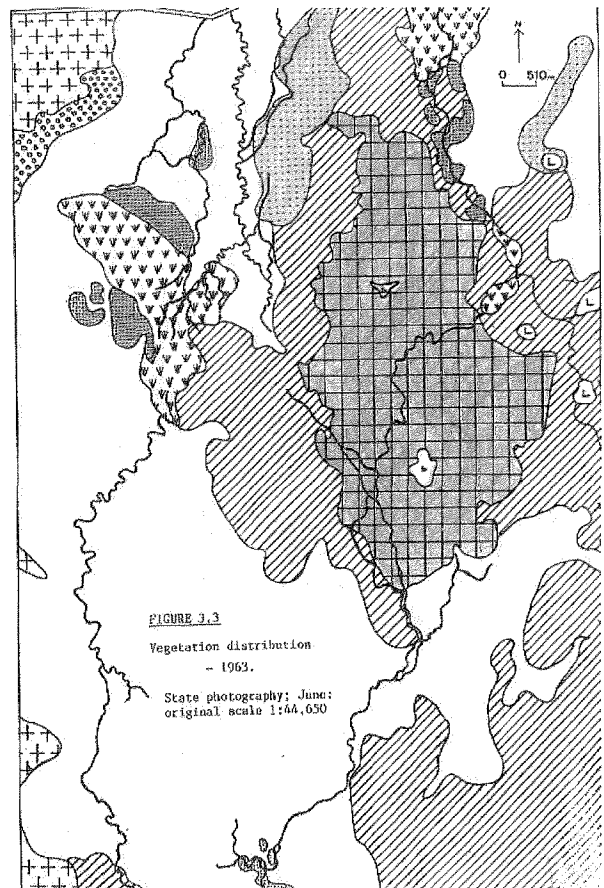 N
0 510m
L
L
L
L
L
FIGURE 3.3
Vegetation distribution
- 1963.
State photography; June:
original scale 1:44,650